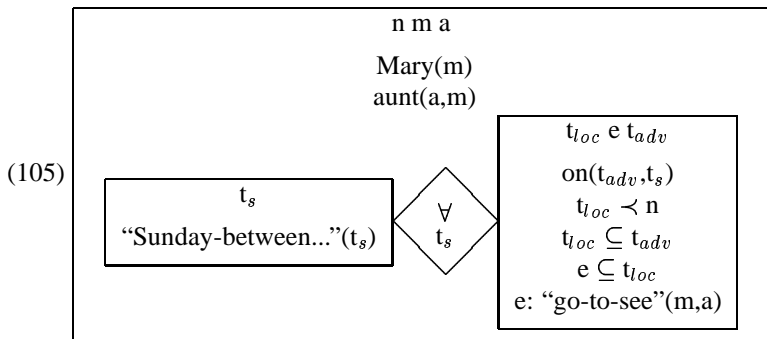 n m a
Mary(m)
aunt(a,m)
(105)
t_s
“Sunday-between...”(t_s)
∀
t_s
t_loc e t_adv
on(t_adv,t_s)
t_loc ≺ n
t_loc ⊆ t_adv
e ⊆ t_loc
e: “go-to-see”(m,a)